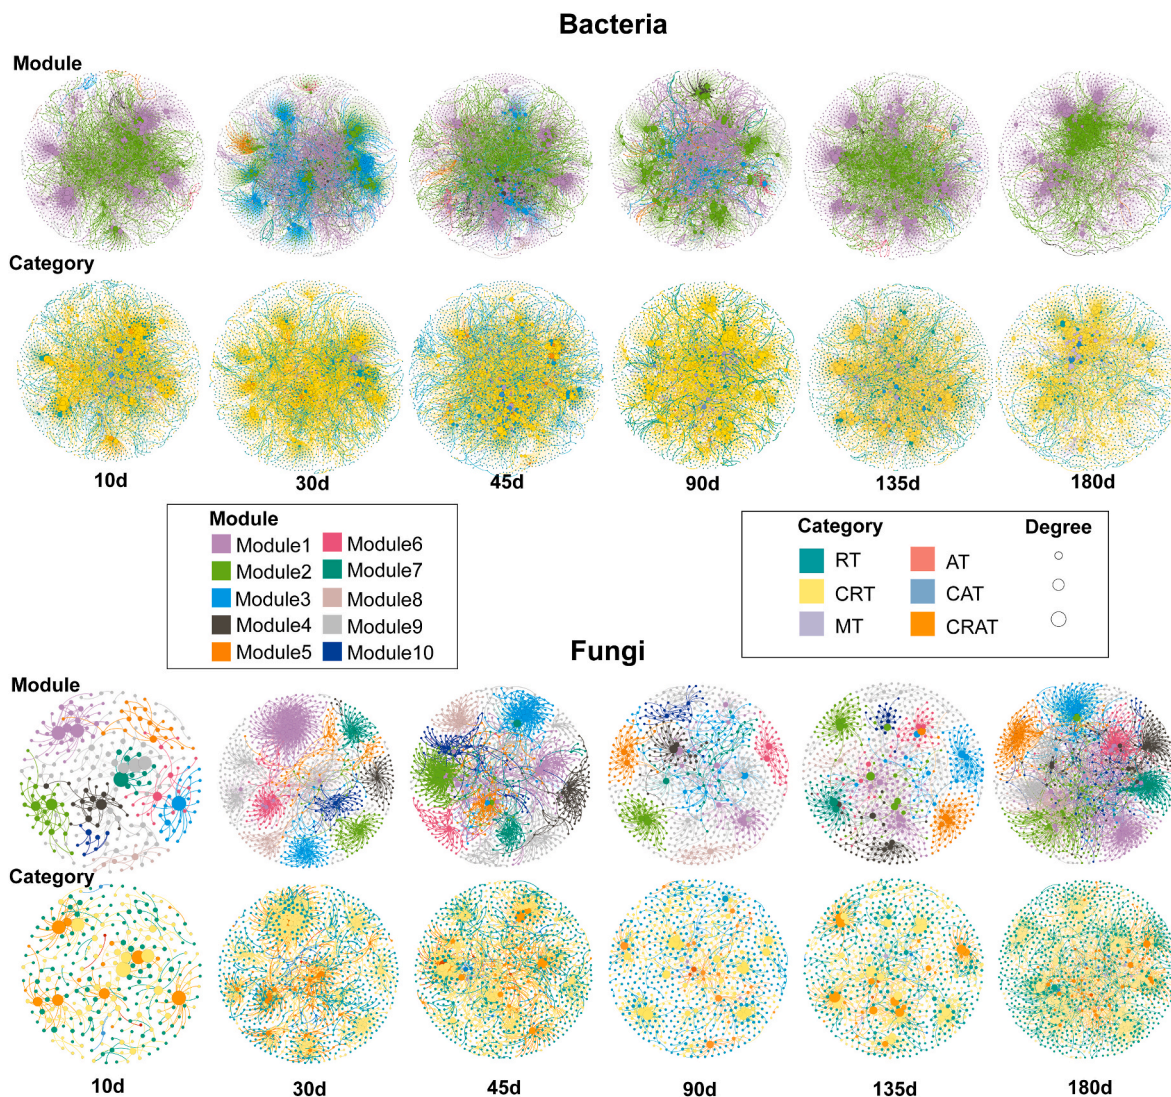 Bacteria
Module
Category
10d 30d 45d 90d 135d 180d
Module
Module1 Module6
Module2 Module7
Module3 Module8
Module4 Module9
Module5 Module10
Category Degree
RT AT
CRT CAT
MT CRAT
Fungi
Module
Category
10d 30d 45d 90d 135d 180d